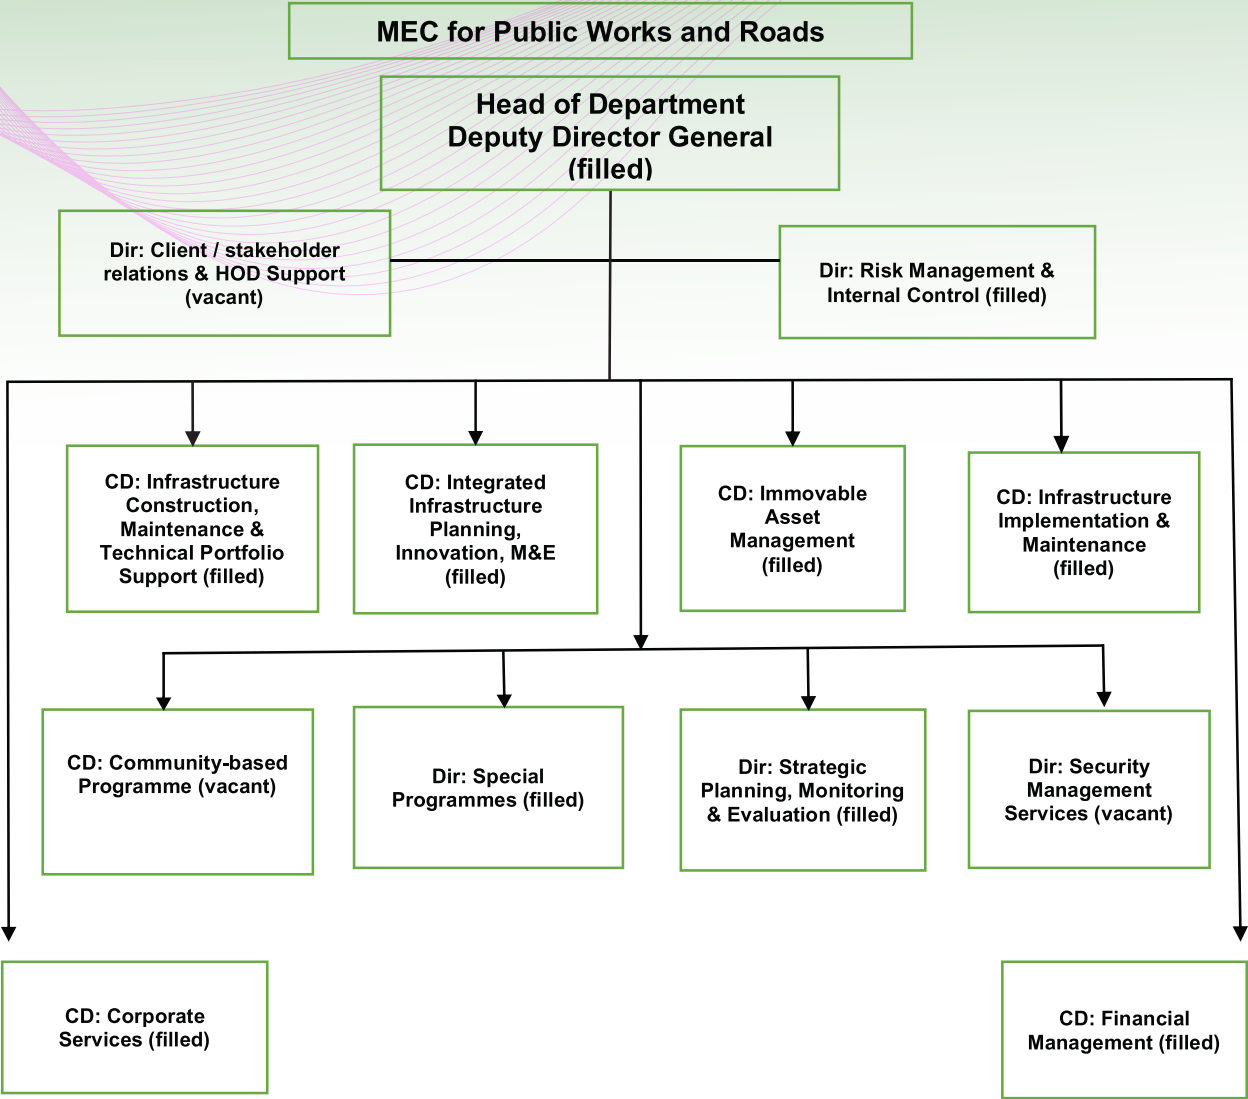 MEC for Public Works and Roads
Head of Department
Deputy Director General
(filled)
Dir: Client / stakeholder
relations & HOD Support
(vacant)
Dir: Risk Management &
Internal Control (filled)
CD: Infrastructure
Construction,
Maintenance &
Technical Portfolio
Support (filled)
CD: Integrated
Infrastructure
Planning,
Innovation, M&E
(filled)
CD: Immovable
Asset
Management
(filled)
CD: Infrastructure
Implementation &
Maintenance
(filled)
CD: Community-based
Programme (vacant)
Dir: Special
Programmes (filled)
Dir: Strategic
Planning, Monitoring
& Evaluation (filled)
Dir: Security
Management
Services (vacant)
CD: Corporate
Services (filled)
CD: Financial
Management (filled)